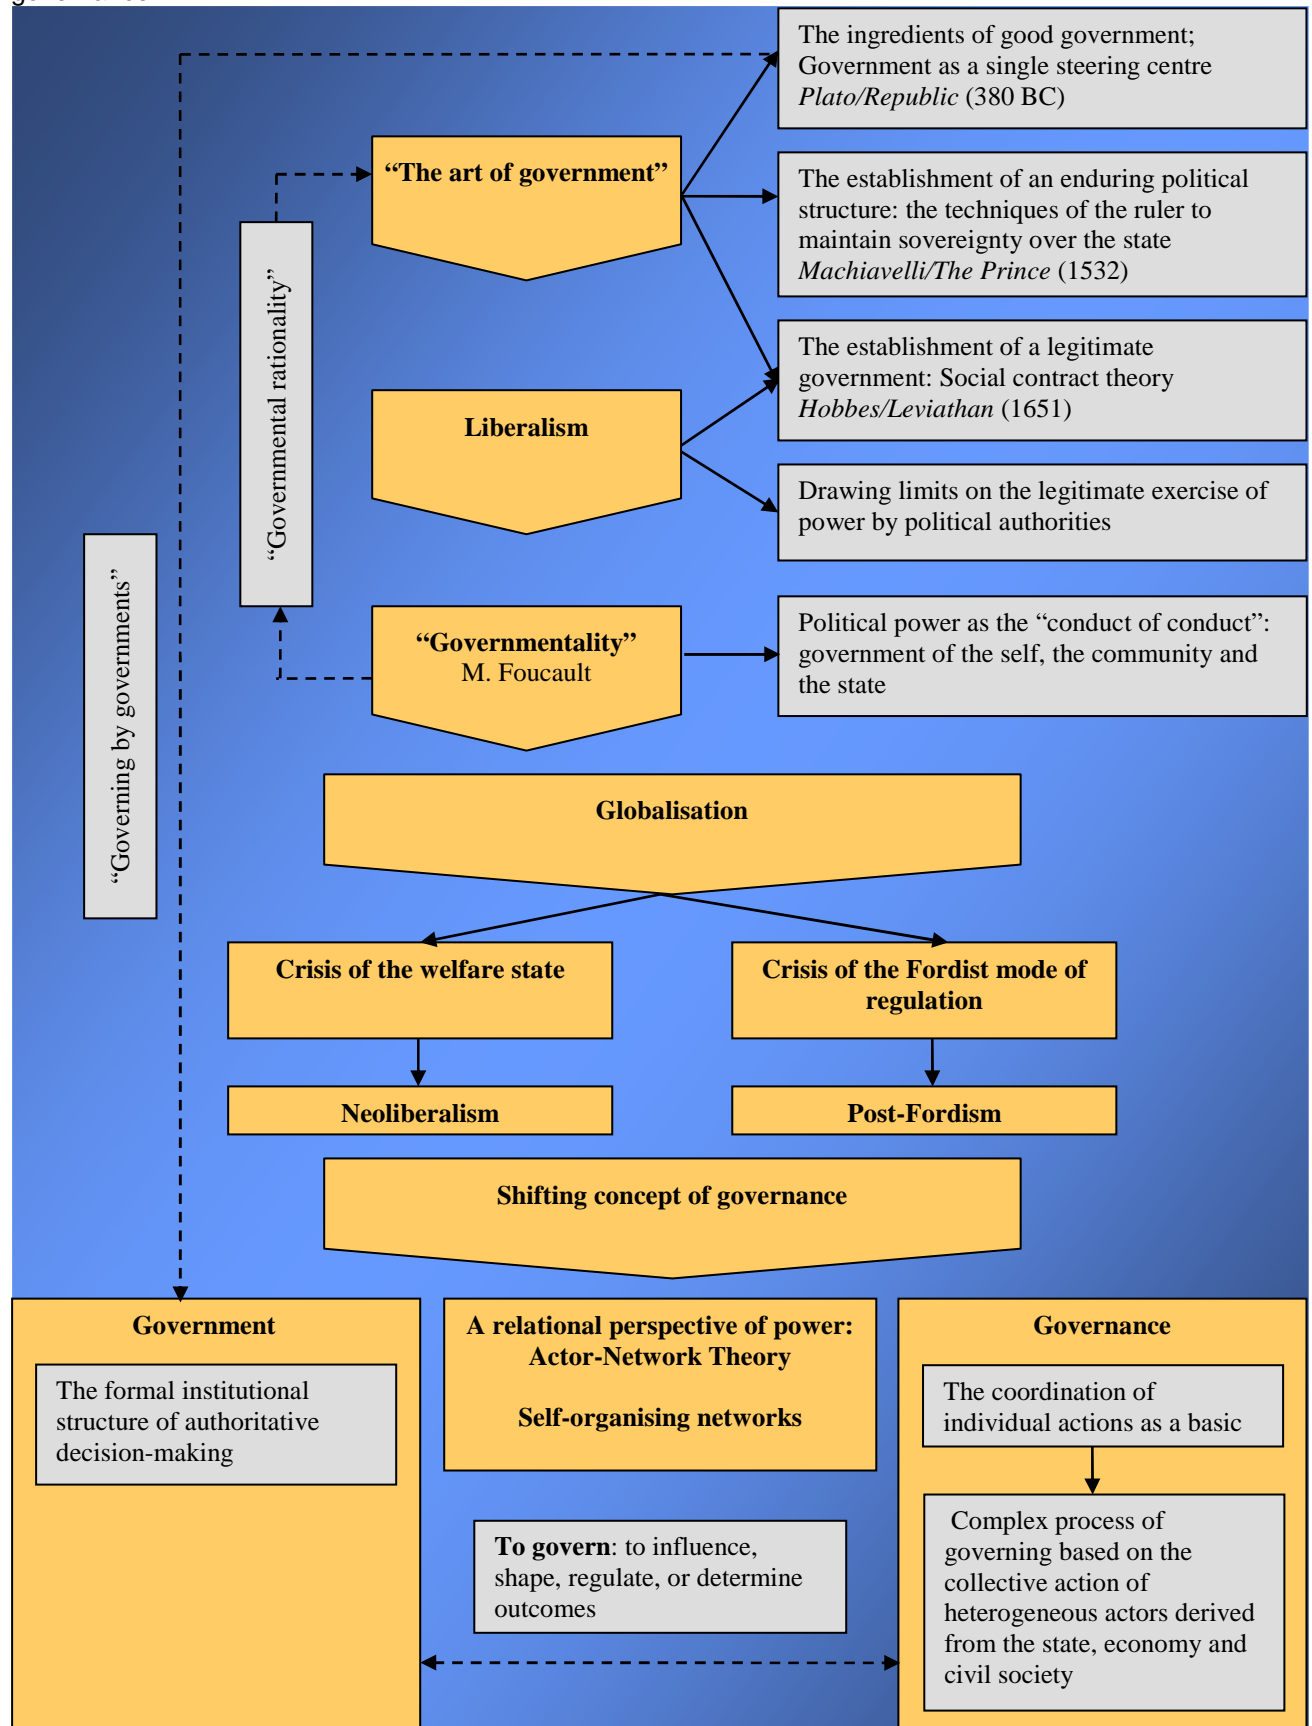 The ingredients of good government;
Government as a single steering centre
Plato/Republic (380 BC)
“The art of government”
The establishment of an enduring political
structure: the techniques of the ruler to
maintain sovereignty over the state
Machiavelli/The Prince (1532)
“Governmental rationality”
The establishment of a legitimate
government: Social contract theory
Hobbes/Leviathan (1651)
Liberalism
Drawing limits on the legitimate exercise of
power by political authorities
“Governing by governments”
“Governmentality”
M. Foucault
Political power as the “conduct of conduct”:
government of the self, the community and
the state
Globalisation
Crisis of the welfare state
Crisis of the Fordist mode of
regulation
Neoliberalism
Post-Fordism
Shifting concept of governance
Government
The formal institutional
structure of authoritative
decision-making
A relational perspective of power:
Actor-Network Theory
Self-organising networks
To govern: to influence,
shape, regulate, or determine
outcomes
Governance
The coordination of
individual actions as a basic
Complex process of
governing based on the
collective action of
heterogeneous actors derived
from the state, economy and
civil society